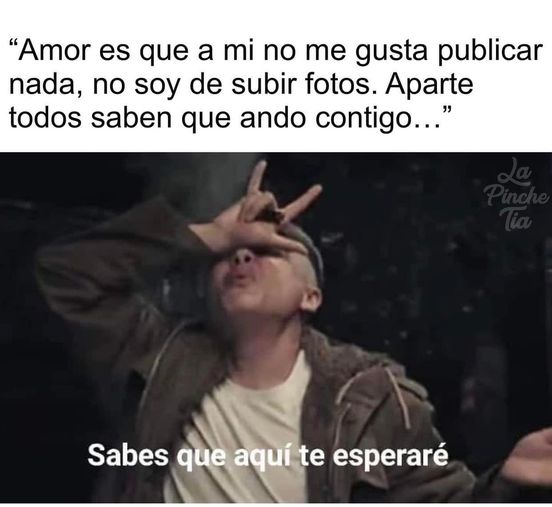 “Amor es que a mi no me gusta publicar
nada, no soy de subir fotos. Aparte
todos saben que ando contigo…”
La
Pinche
Tia
Sabes que aquí te esperaré